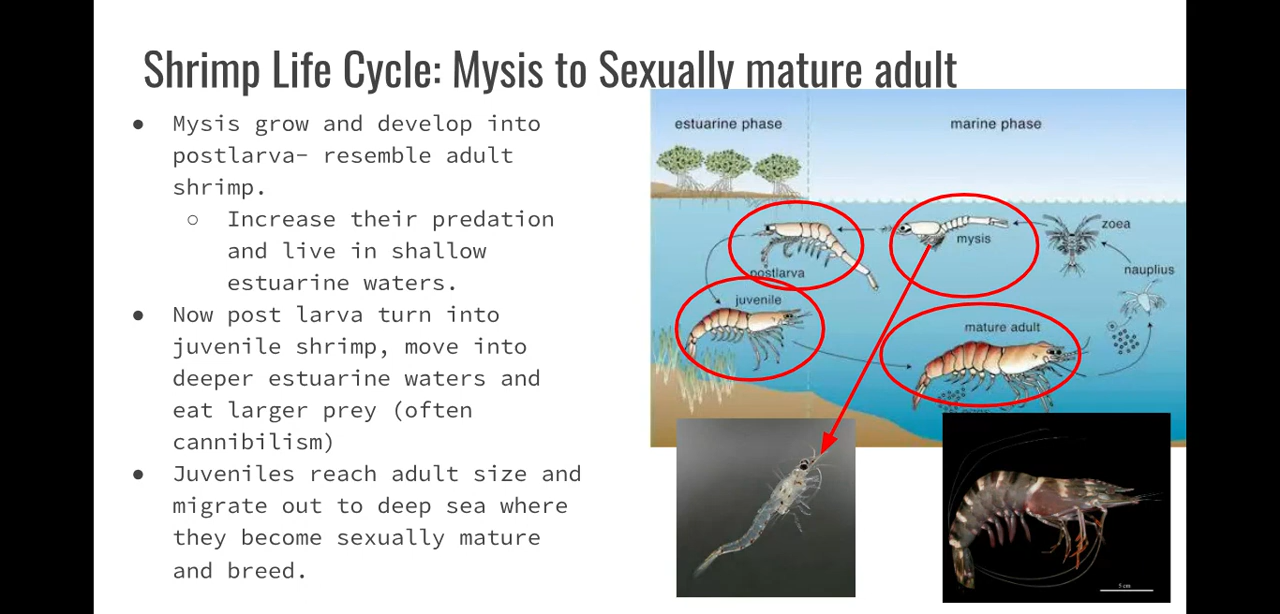 Shrimp Life Cycle: Mysis to Sexually mature adult
● Mysis grow and develop into
postlarva- resemble adult
shrimp.
○ Increase their predation
and live in shallow
estuarine waters.
● Now post larva turn into
juvenile shrimp, move into
deeper estuarine waters and
eat larger prey (often
cannibilism)
● Juveniles reach adult size and
migrate out to deep sea where
they become sexually mature
and breed.
estuarine phase
marine phase
zoea
mysis
postlarva
nauplius
juvenile
mature adult
5 cm